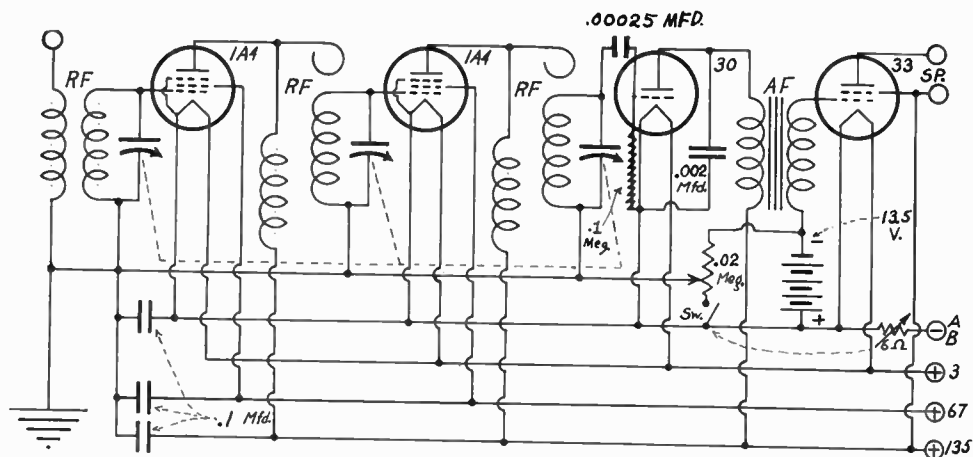 .00025 MFD.
1A4
1A4
30
33
SP.
RF
RF
RF
AF
.002
Mfd.
13.5
V.
−
.1
Meg.
.02
Meg.
Sw.
+
6Ω
− A
B
+ 3
.1 Mfd.
+ 67
+ 135